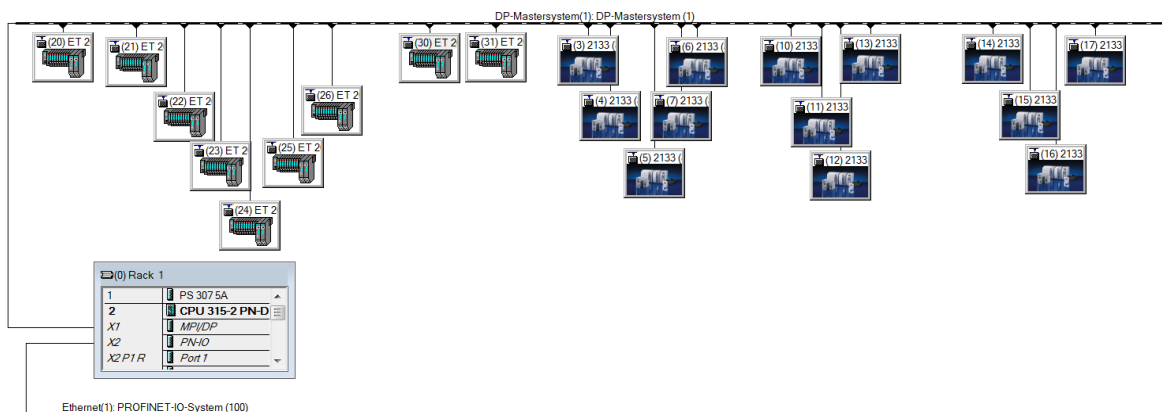 DP-Mastersystem(1): DP-Mastersystem (1)
(20) ET 2
(21) ET 2
(22) ET 2
(23) ET 2
(24) ET 2
(25) ET 2
(26) ET 2
(30) ET 2
(31) ET 2
(3) 2133 (
(4) 2133 (
(5) 2133 (
(6) 2133 (
(7) 2133 (
(10) 2133
(11) 2133
(12) 2133
(13) 2133
(14) 2133
(15) 2133
(16) 2133
(17) 2133
(0) Rack 1
1 PS 307 5A
2 CPU 315-2 PN-D
X1 MPI/DP
X2 PN-IO
X2 P1 R Port 1
Ethernet(1): PROFINET-IO-System (100)